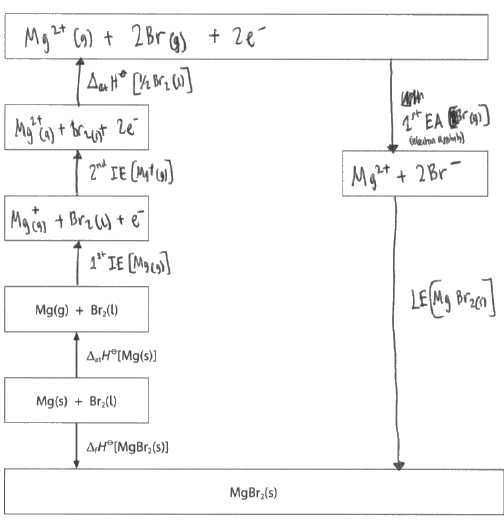 Mg²⁺(g) + 2Br(g) + 2e⁻
ΔₐₜH⊖ [½Br₂(l)]
Mg²⁺(g) + Br₂(l) + 2e⁻
1ˢᵗ EA [Br(g)]
(electron affinity)
2ⁿᵈ IE [Mg⁺(g)]
Mg²⁺ + 2Br⁻
Mg⁺(g) + Br₂(l) + e⁻
1ˢᵗ IE [Mg(g)]
LE[MgBr₂(s)]
Mg(g) + Br₂(l)
ΔₐₜH⊖[Mg(s)]
Mg(s) + Br₂(l)
ΔfH⊖[MgBr₂(s)]
MgBr₂(s)